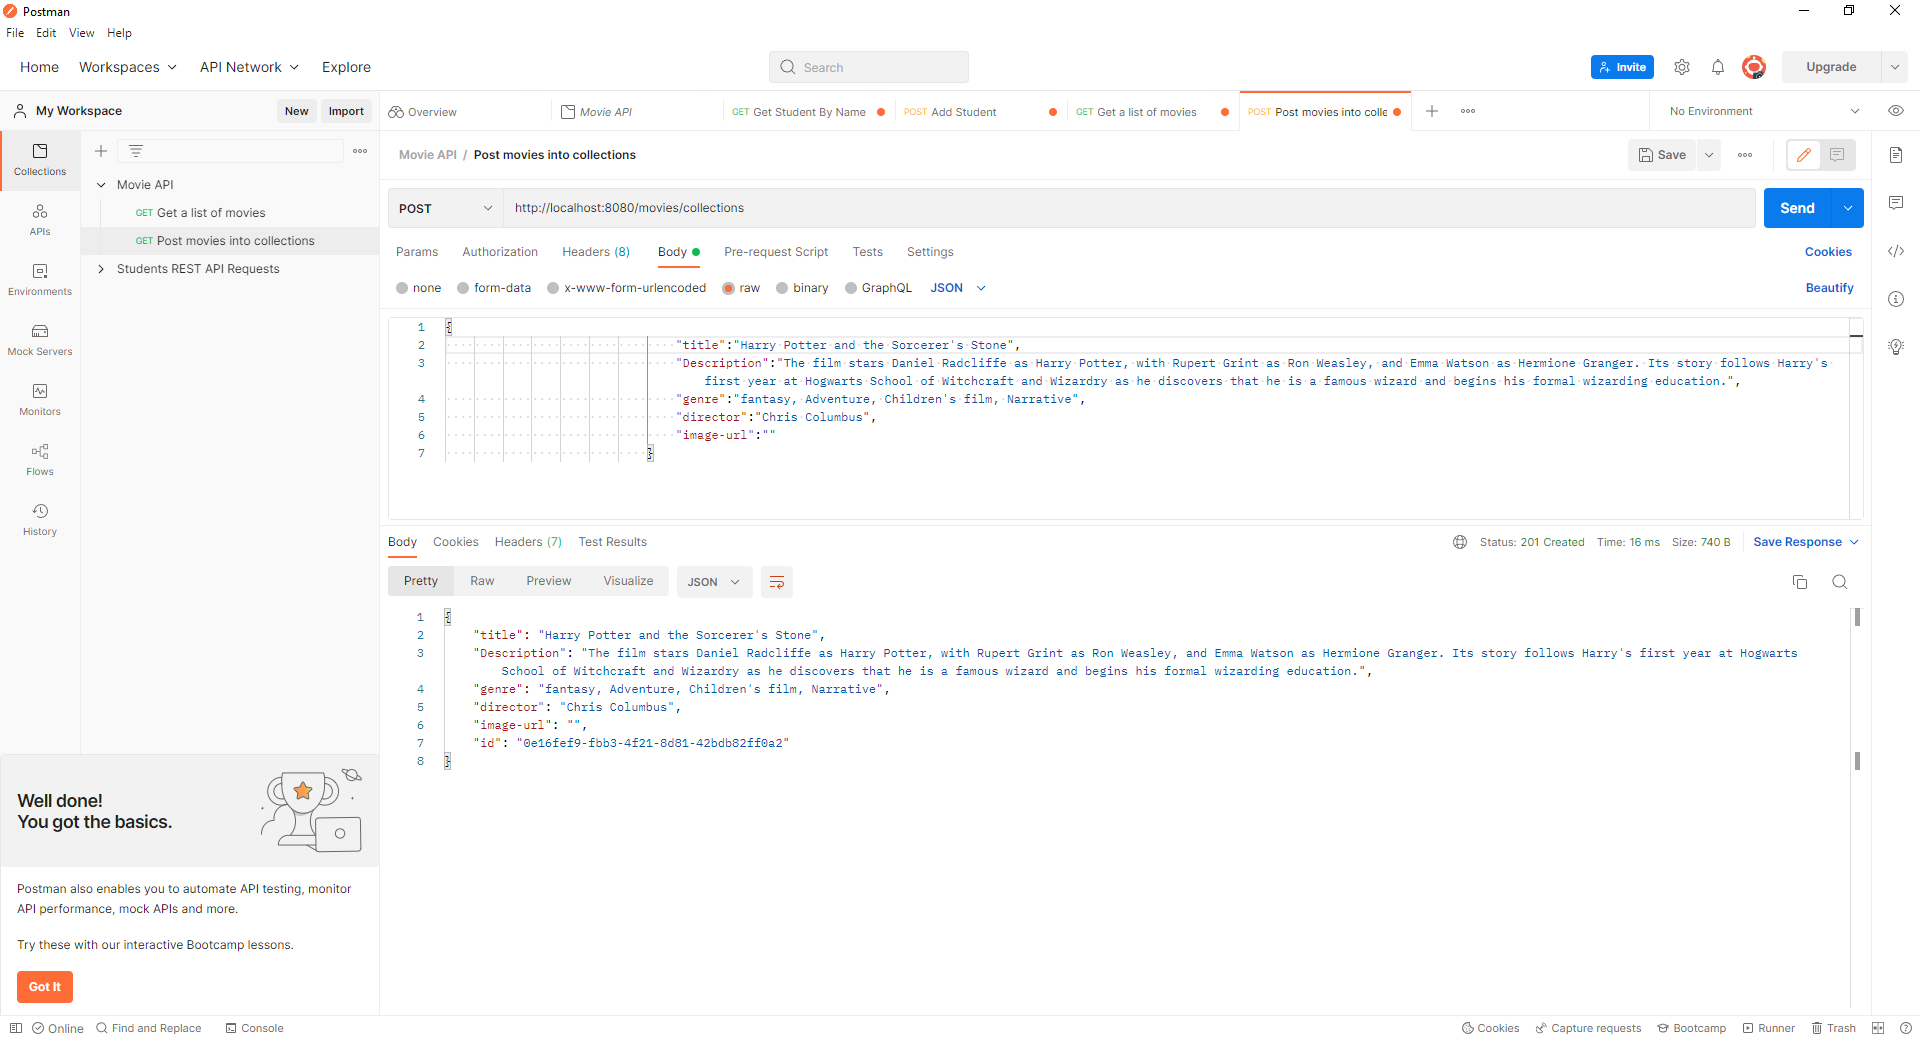 Postman
File Edit View Help
Home Workspaces API Network Explore Search Invite Upgrade
My Workspace New Import Overview Movie API GET Get Student By Name POST Add Student GET Get a list of movies POST Post movies into colle No Environment
Collections
APIs
Environments
Mock Servers
Monitors
Flows
History
Movie API
GET Get a list of movies
GET Post movies into collections
Students REST API Requests
Movie API / Post movies into collections Save
POST http://localhost:8080/movies/collections Send
Params Authorization Headers (8) Body Pre-request Script Tests Settings Cookies
none form-data x-www-form-urlencoded raw binary GraphQL JSON Beautify
1 {
2 "title":"Harry Potter and the Sorcerer's Stone",
3 "Description":"The film stars Daniel Radcliffe as Harry Potter, with Rupert Grint as Ron Weasley, and Emma Watson as Hermione Granger. Its story follows Harry's
first year at Hogwarts School of Witchcraft and Wizardry as he discovers that he is a famous wizard and begins his formal wizarding education.",
4 "genre":"fantasy, Adventure, Children's film, Narrative",
5 "director":"Chris Columbus",
6 "image-url":""
7 }
Body Cookies Headers (7) Test Results Status: 201 Created Time: 16 ms Size: 740 B Save Response
Pretty Raw Preview Visualize JSON
1 {
2 "title": "Harry Potter and the Sorcerer's Stone",
3 "Description": "The film stars Daniel Radcliffe as Harry Potter, with Rupert Grint as Ron Weasley, and Emma Watson as Hermione Granger. Its story follows Harry's first year at Hogwarts
School of Witchcraft and Wizardry as he discovers that he is a famous wizard and begins his formal wizarding education.",
4 "genre": "fantasy, Adventure, Children's film, Narrative",
5 "director": "Chris Columbus",
6 "image-url": "",
7 "id": "0e16fef9-fbb3-4f21-8d81-42bdb82ff0a2"
8 }
Well done!
You got the basics.
Postman also enables you to automate API testing, monitor
API performance, mock APIs and more.
Try these with our interactive Bootcamp lessons.
Got It
Online Find and Replace Console Cookies Capture requests Bootcamp Runner Trash